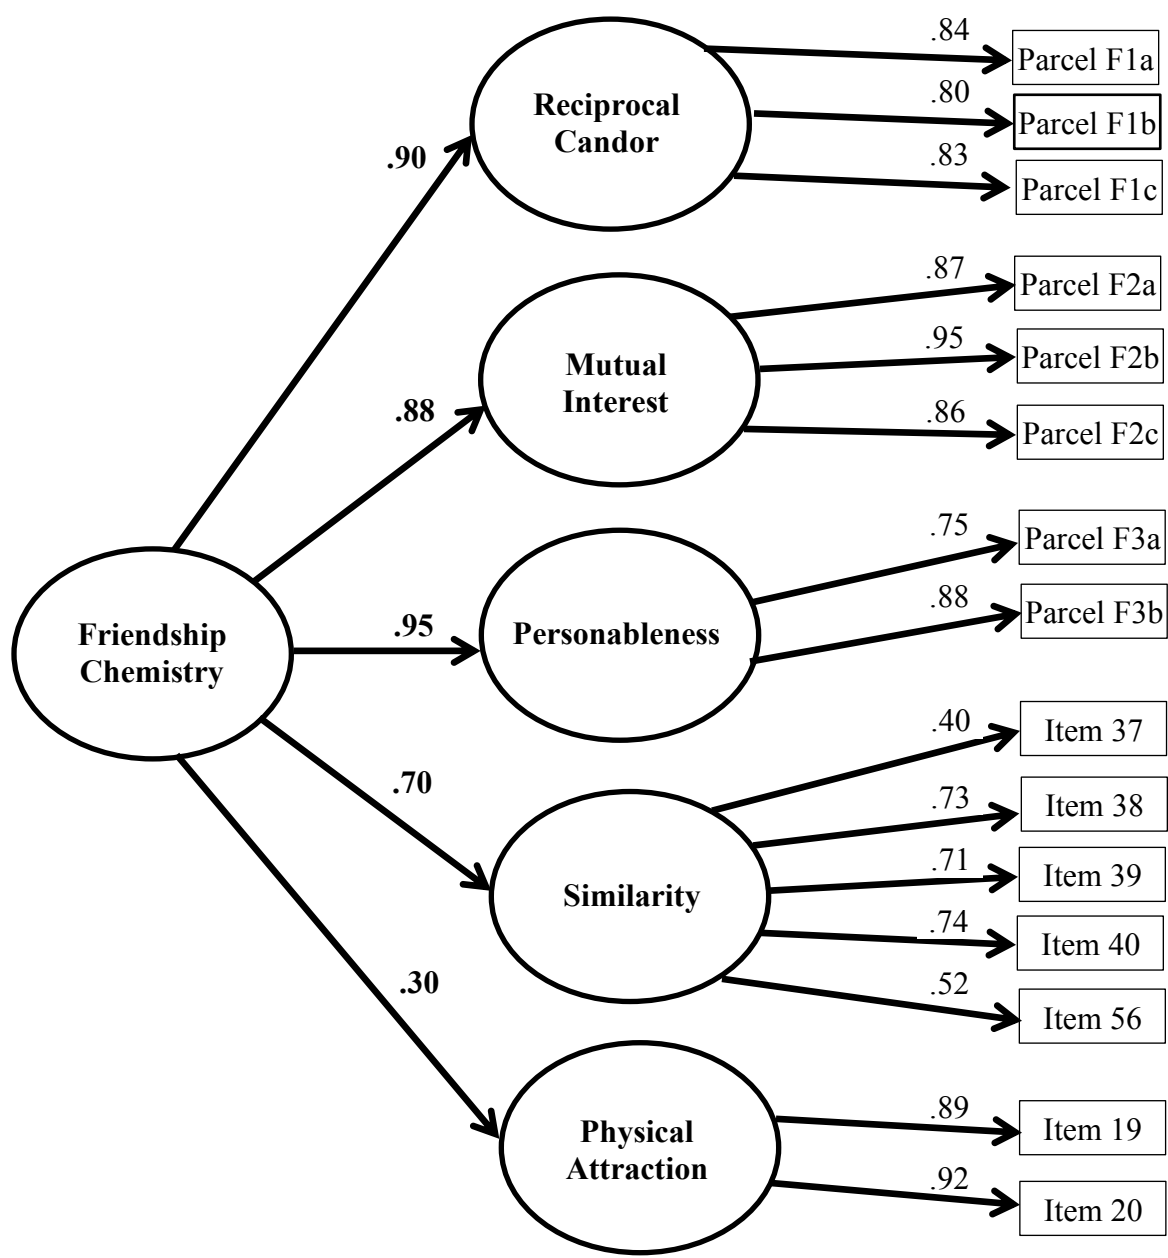 .84
Parcel F1a
Reciprocal
Candor
.80
Parcel F1b
.90
.83
Parcel F1c
.87
Parcel F2a
Mutual
Interest
.95
Parcel F2b
.88
.86
Parcel F2c
.75
Parcel F3a
Friendship
Chemistry
.95
Personableness
.88
Parcel F3b
.40
Item 37
.70
.73
Item 38
Similarity
.71
Item 39
.74
Item 40
.30
.52
Item 56
.89
Item 19
Physical
Attraction
.92
Item 20